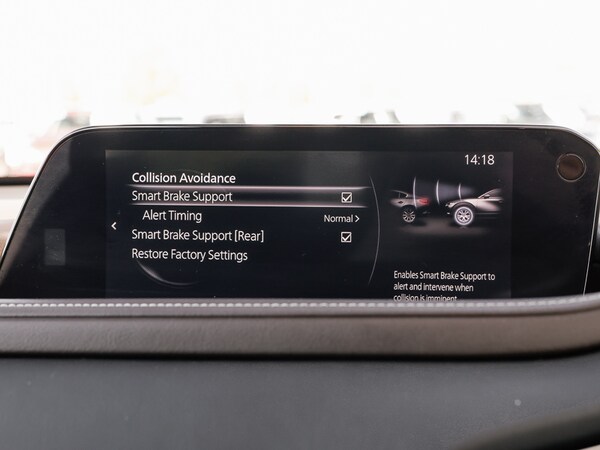 14:18
Collision Avoidance
Smart Brake Support
Alert Timing Normal >
Smart Brake Support [Rear]
Restore Factory Settings
Enables Smart Brake Support to
alert and intervene when
collision is imminent